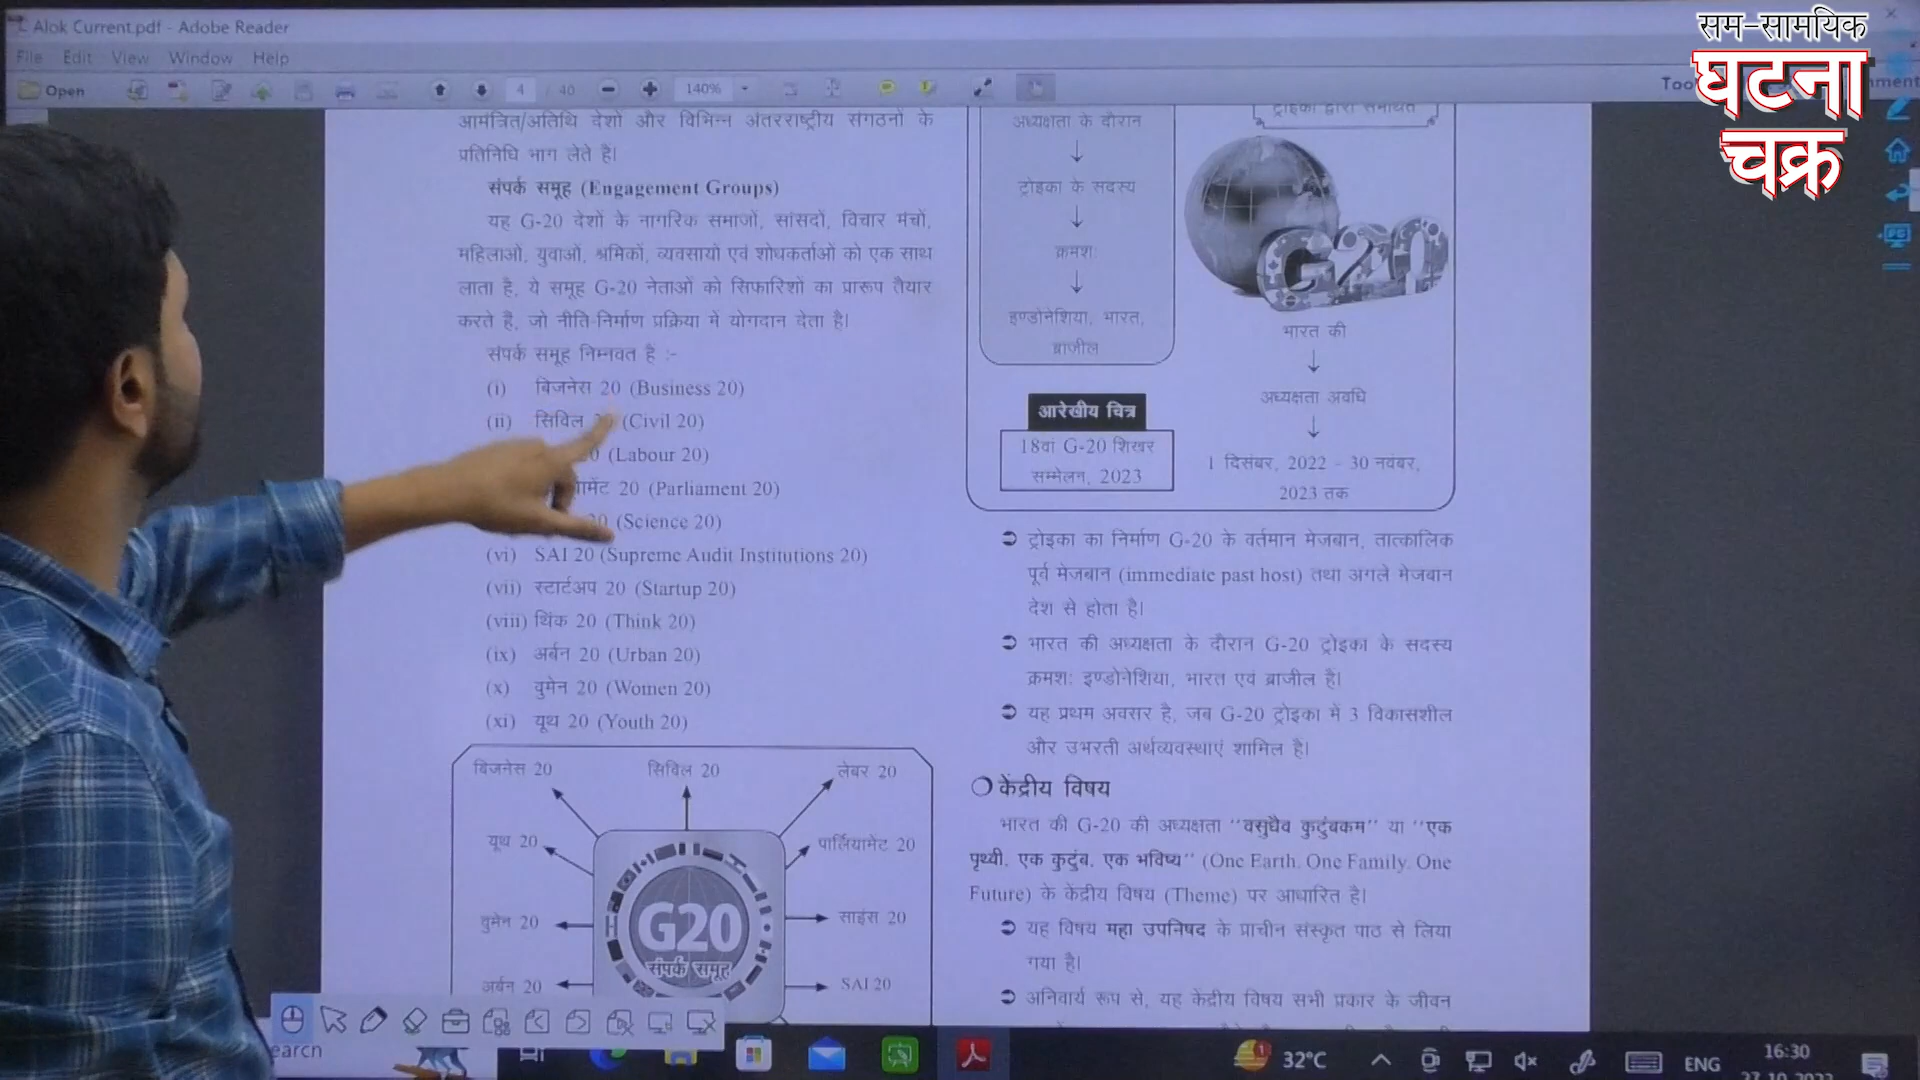 Alok Current.pdf - Adobe Reader
File Edit View Window Help
Open 4 / 40 140%
सम-सामयिक
घटना
चक्र
आमंत्रित/अतिथि देशों और विभिन्न अंतरराष्ट्रीय संगठनों के
प्रतिनिधि भाग लेते है।
संपर्क समूह (Engagement Groups)
यह G-20 देशों के नागरिक समाजों, सांसदों, विचार मंचों,
महिलाओं, युवाओं, श्रमिकों, व्यवसायों एवं शोधकर्ताओं को एक साथ
लाता है, ये समूह G-20 नेताओं को सिफारिशों का प्रारूप तैयार
करते हैं, जो नीति-निर्माण प्रक्रिया में योगदान देता है।
संपर्क समूह निम्नवत है :-
(i) बिजनेस 20 (Business 20)
(ii) सिविल 20 (Civil 20)
(Labour 20)
20 (Parliament 20)
(Science 20)
(vi) SAI 20 (Supreme Audit Institutions 20)
(vii) स्टार्टअप 20 (Startup 20)
(viii) थिंक 20 (Think 20)
(ix) अर्बन 20 (Urban 20)
(x) वुमेन 20 (Women 20)
(xi) यूथ 20 (Youth 20)
बिजनेस 20 सिविल 20 लेबर 20
यूथ 20 पार्लियामेंट 20
वुमेन 20 साइंस 20
अर्बन 20 SAI 20
G20
संपर्क समूह
अध्यक्षता के दौरान
ट्रोइका के सदस्य
क्रमशः
इण्डोनेशिया, भारत,
ब्राजील
आरेखीय चित्र
18वां G-20 शिखर
सम्मेलन, 2023
ट्रोइका द्वारा समर्थित
G20
भारत की
अध्यक्षता अवधि
1 दिसंबर, 2022 - 30 नवंबर,
2023 तक
ट्रोइका का निर्माण G-20 के वर्तमान मेजबान, तात्कालिक
पूर्व मेजबान (immediate past host) तथा अगले मेजबान
देश से होता है।
भारत की अध्यक्षता के दौरान G-20 ट्रोइका के सदस्य
क्रमशः इण्डोनेशिया, भारत एवं ब्राजील है।
यह प्रथम अवसर है, जब G-20 ट्रोइका में 3 विकासशील
और उभरती अर्थव्यवस्थाएं शामिल है।
केंद्रीय विषय
भारत की G-20 की अध्यक्षता ''वसुधैव कुटुंबकम'' या ''एक
पृथ्वी, एक कुटुंब, एक भविष्य'' (One Earth, One Family, One
Future) के केंद्रीय विषय (Theme) पर आधारित है।
यह विषय महा उपनिषद के प्राचीन संस्कृत पाठ से लिया
गया है।
अनिवार्य रूप से, यह केंद्रीय विषय सभी प्रकार के जीवन
earch
32°C
ENG
16:30